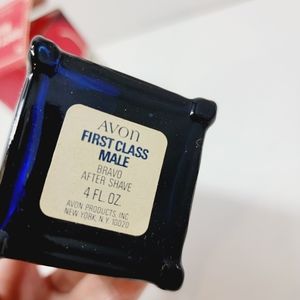 AVON
FIRST CLASS
MALE
BRAVO
AFTER SHAVE
4 FL. OZ.
AVON PRODUCTS, INC.
NEW YORK, N.Y. 10020